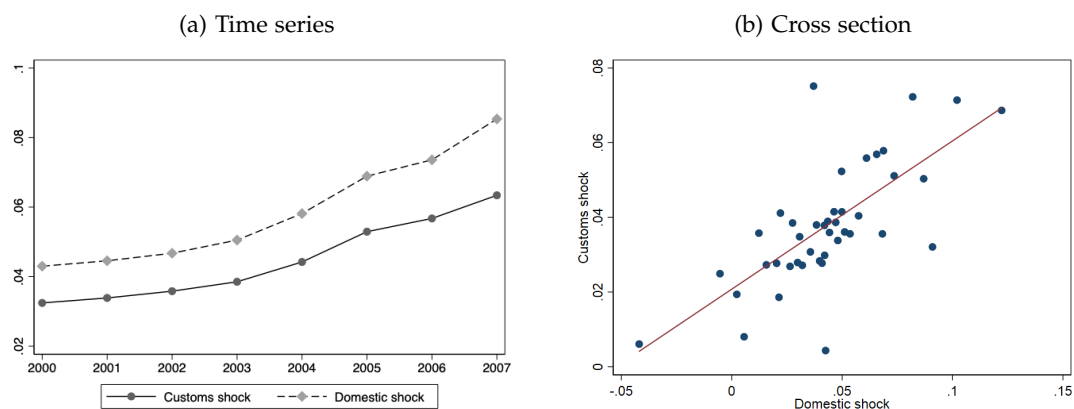 (a) Time series
.1
.08
.06
.04
.02
2000 2001 2002 2003 2004 2005 2006 2007
Customs shock Domestic shock
(b) Cross section
.08
.06
.04
.02
0
Customs shock
-.05 0 .05 .1 .15
Domestic shock